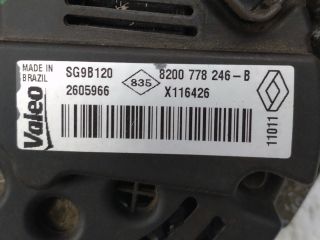 MADE IN
BRAZIL
SG9B120
8200 778 246-B
2605966
835
X116426
Valeo
11011